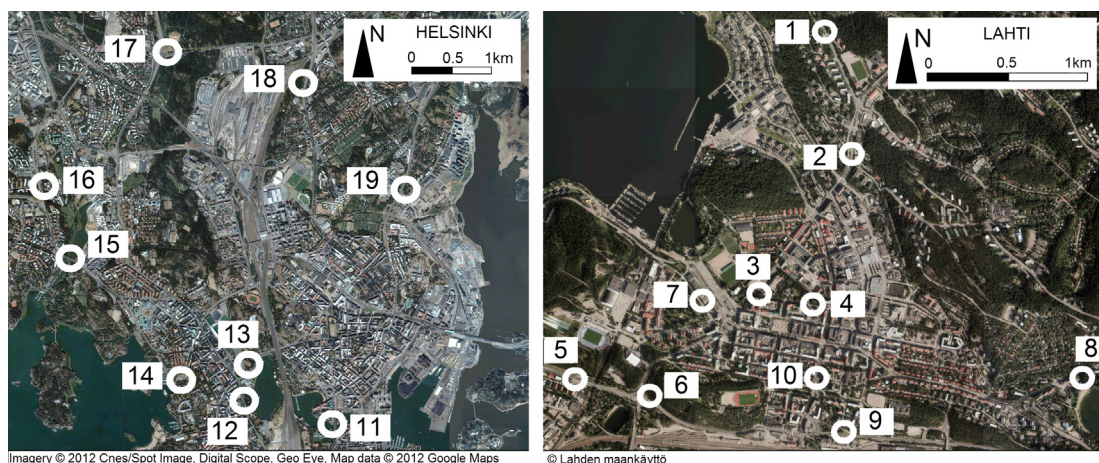 N
HELSINKI
0 0.5 1km
17
18
16
19
15
13
14
12
11
Imagery © 2012 Cnes/Spot Image, Digital Scope, Geo Eye, Map data © 2012 Google Maps
N
LAHTI
0 0.5 1km
1
2
3
7
4
5
8
6
10
9
© Lahden maankäyttö